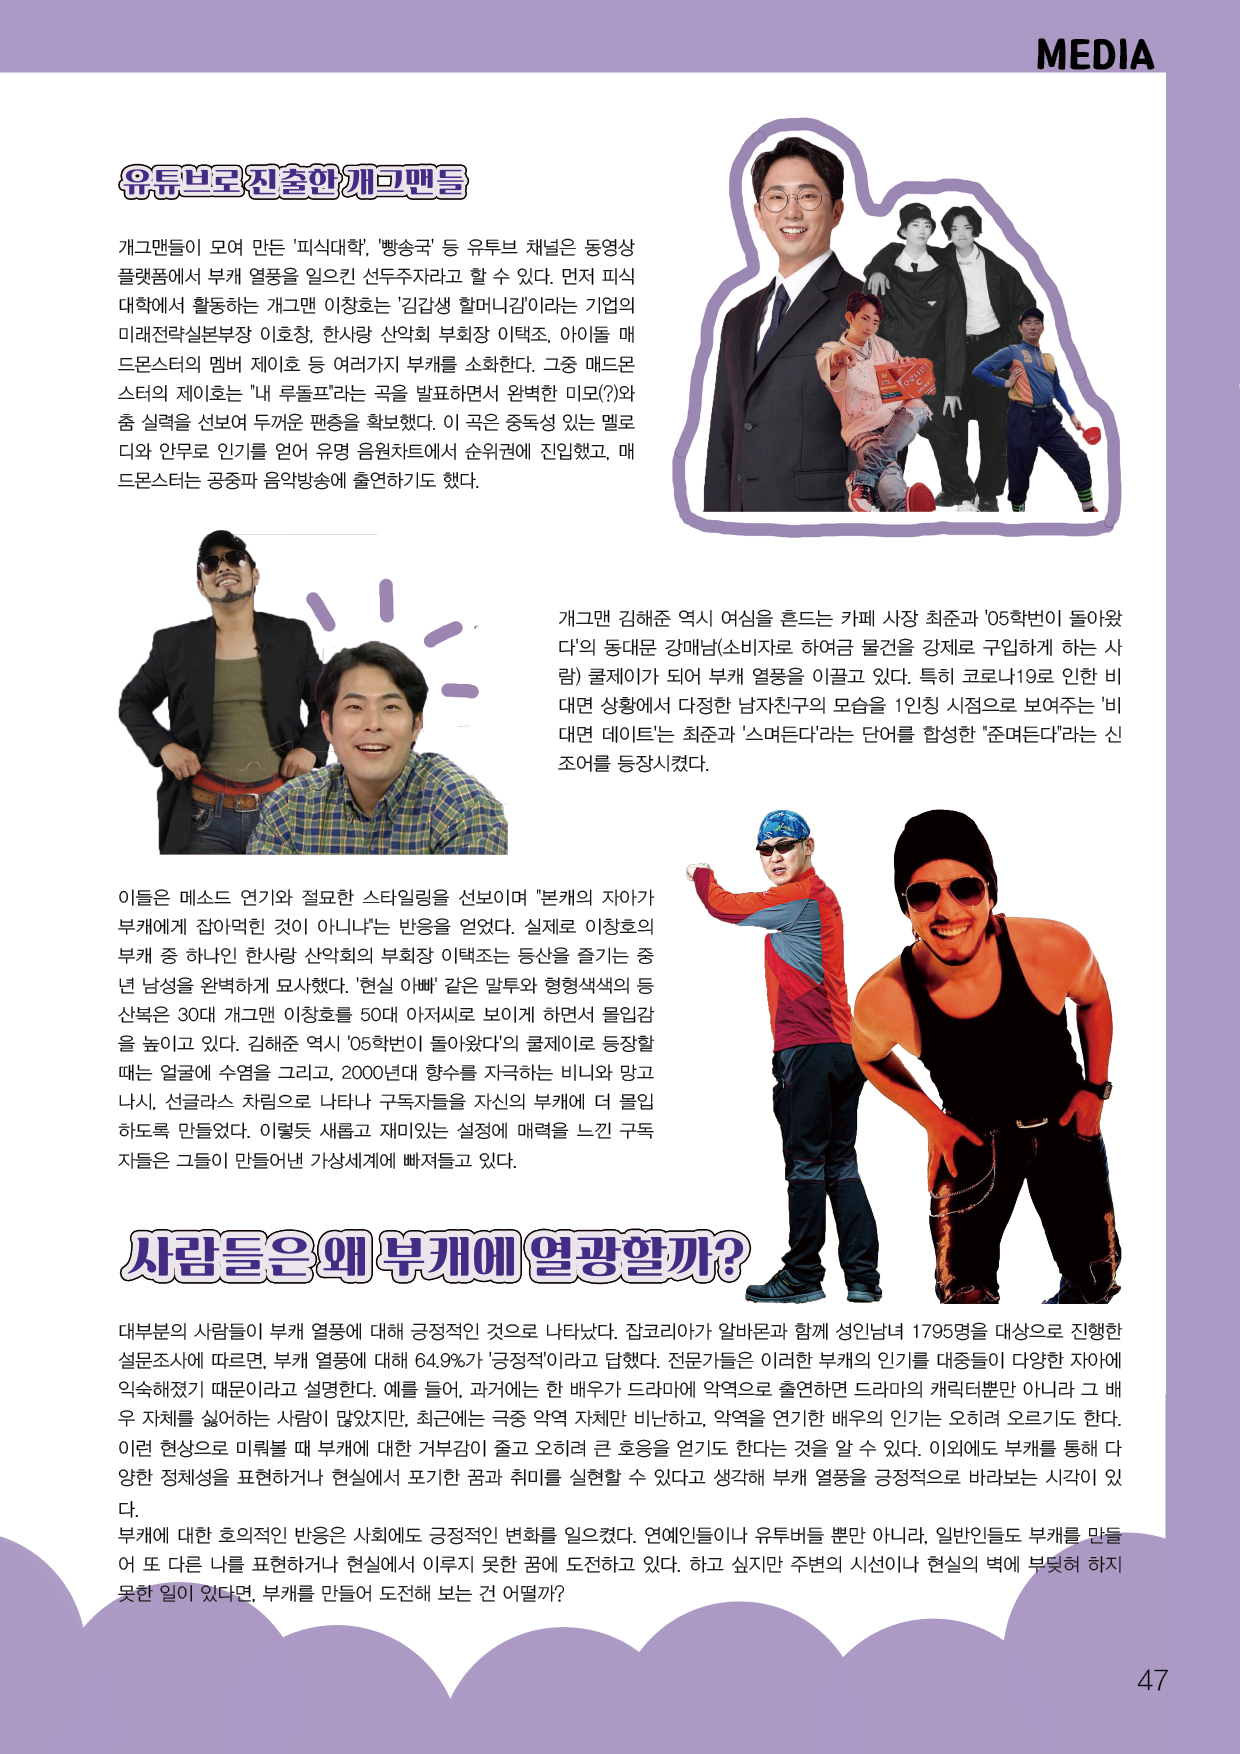 MEDIA
유튜브로 진출한 개그맨들
개그맨들이 모여 만든 '피식대학', '빵송국' 등 유투브 채널은 동영상
플랫폼에서 부캐 열풍을 일으킨 선두주자라고 할 수 있다. 먼저 피식
대학에서 활동하는 개그맨 이창호는 '김갑생 할머니김'이라는 기업의
미래전략실본부장 이호창, 한사랑 산악회 부회장 이택조, 아이돌 매
드몬스터의 멤버 제이호 등 여러가지 부캐를 소화한다. 그중 매드몬
스터의 제이호는 "내 루돌프"라는 곡을 발표하면서 완벽한 미모(?)와
춤 실력을 선보여 두꺼운 팬층을 확보했다. 이 곡은 중독성 있는 멜로
디와 안무로 인기를 얻어 유명 음원차트에서 순위권에 진입했고, 매
드몬스터는 공중파 음악방송에 출연하기도 했다.
개그맨 김해준 역시 여심을 흔드는 카페 사장 최준과 '05학번이 돌아왔
다'의 동대문 강매남(소비자로 하여금 물건을 강제로 구입하게 하는 사
람) 쿨제이가 되어 부캐 열풍을 이끌고 있다. 특히 코로나19로 인한 비
대면 상황에서 다정한 남자친구의 모습을 1인칭 시점으로 보여주는 '비
대면 데이트'는 최준과 '스며든다'라는 단어를 합성한 "준며든다"라는 신
조어를 등장시켰다.
이들은 메소드 연기와 절묘한 스타일링을 선보이며 "본캐의 자아가
부캐에게 잡아먹힌 것이 아니냐"는 반응을 얻었다. 실제로 이창호의
부캐 중 하나인 한사랑 산악회의 부회장 이택조는 등산을 즐기는 중
년 남성을 완벽하게 묘사했다. '현실 아빠' 같은 말투와 형형색색의 등
산복은 30대 개그맨 이창호를 50대 아저씨로 보이게 하면서 몰입감
을 높이고 있다. 김해준 역시 '05학번이 돌아왔다'의 쿨제이로 등장할
때는 얼굴에 수염을 그리고, 2000년대 향수를 자극하는 비니와 망고
나시, 선글라스 차림으로 나타나 구독자들을 자신의 부캐에 더 몰입
하도록 만들었다. 이렇듯 새롭고 재미있는 설정에 매력을 느낀 구독
자들은 그들이 만들어낸 가상세계에 빠져들고 있다.
사람들은 왜 부캐에 열광할까?
대부분의 사람들이 부캐 열풍에 대해 긍정적인 것으로 나타났다. 잡코리아가 알바몬과 함께 성인남녀 1795명을 대상으로 진행한
설문조사에 따르면, 부캐 열풍에 대해 64.9%가 '긍정적'이라고 답했다. 전문가들은 이러한 부캐의 인기를 대중들이 다양한 자아에
익숙해졌기 때문이라고 설명한다. 예를 들어, 과거에는 한 배우가 드라마에 악역으로 출연하면 드라마의 캐릭터뿐만 아니라 그 배
우 자체를 싫어하는 사람이 많았지만, 최근에는 극중 악역 자체만 비난하고, 악역을 연기한 배우의 인기는 오히려 오르기도 한다.
이런 현상으로 미뤄볼 때 부캐에 대한 거부감이 줄고 오히려 큰 호응을 얻기도 한다는 것을 알 수 있다. 이외에도 부캐를 통해 다
양한 정체성을 표현하거나 현실에서 포기한 꿈과 취미를 실현할 수 있다고 생각해 부캐 열풍을 긍정적으로 바라보는 시각이 있
다.
부캐에 대한 호의적인 반응은 사회에도 긍정적인 변화를 일으켰다. 연예인들이나 유투버들 뿐만 아니라, 일반인들도 부캐를 만들
어 또 다른 나를 표현하거나 현실에서 이루지 못한 꿈에 도전하고 있다. 하고 싶지만 주변의 시선이나 현실의 벽에 부딪혀 하지
못한 일이 있다면, 부캐를 만들어 도전해 보는 건 어떨까?
47